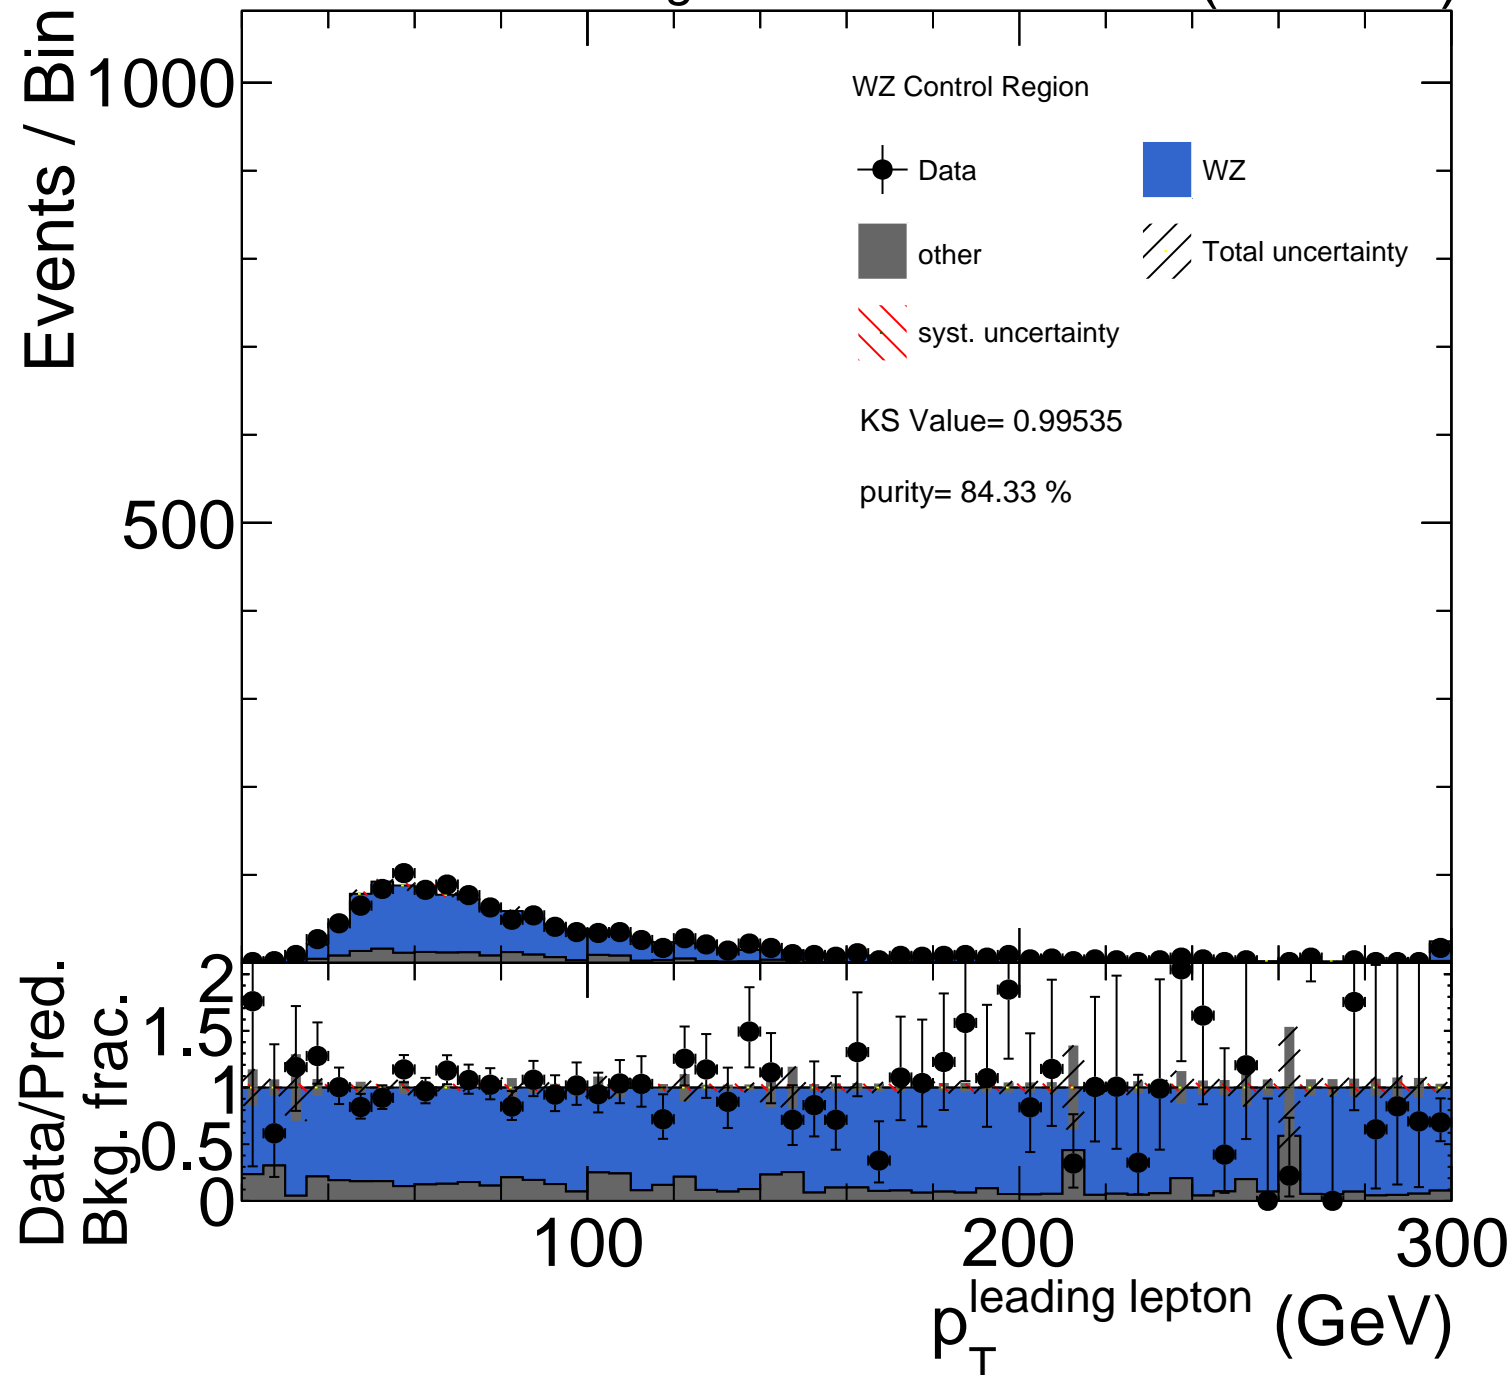 Events / Bin
1000
500
WZ Control Region
Data
WZ
other
Total uncertainty
syst. uncertainty
KS Value= 0.99535
purity= 84.33 %
Data/Pred.
Bkg. frac.
2
1.5
1
0.5
0
100
200
300
p_T^leading lepton (GeV)